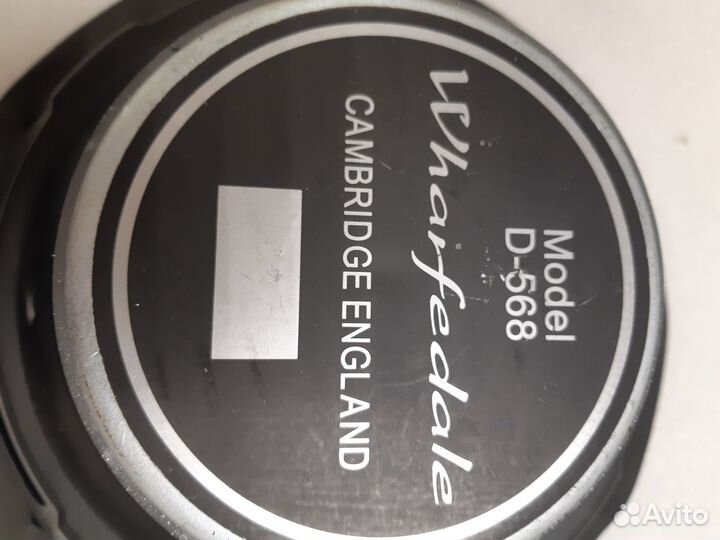 Model
D-568
Wharfedale
CAMBRIDGE ENGLAND
Avito